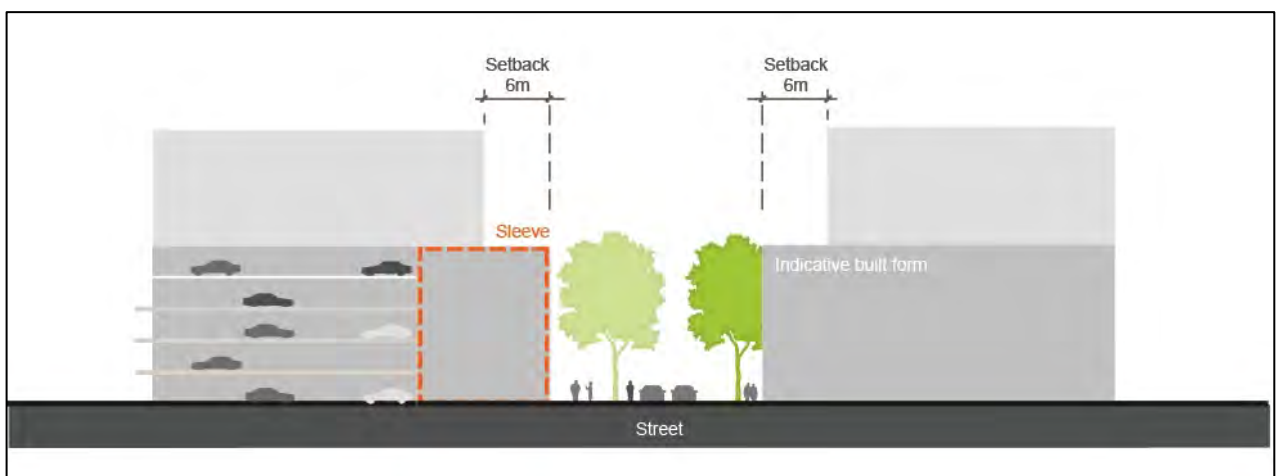 Setback
6m
Setback
6m
Sleeve
Indicative built form
Street